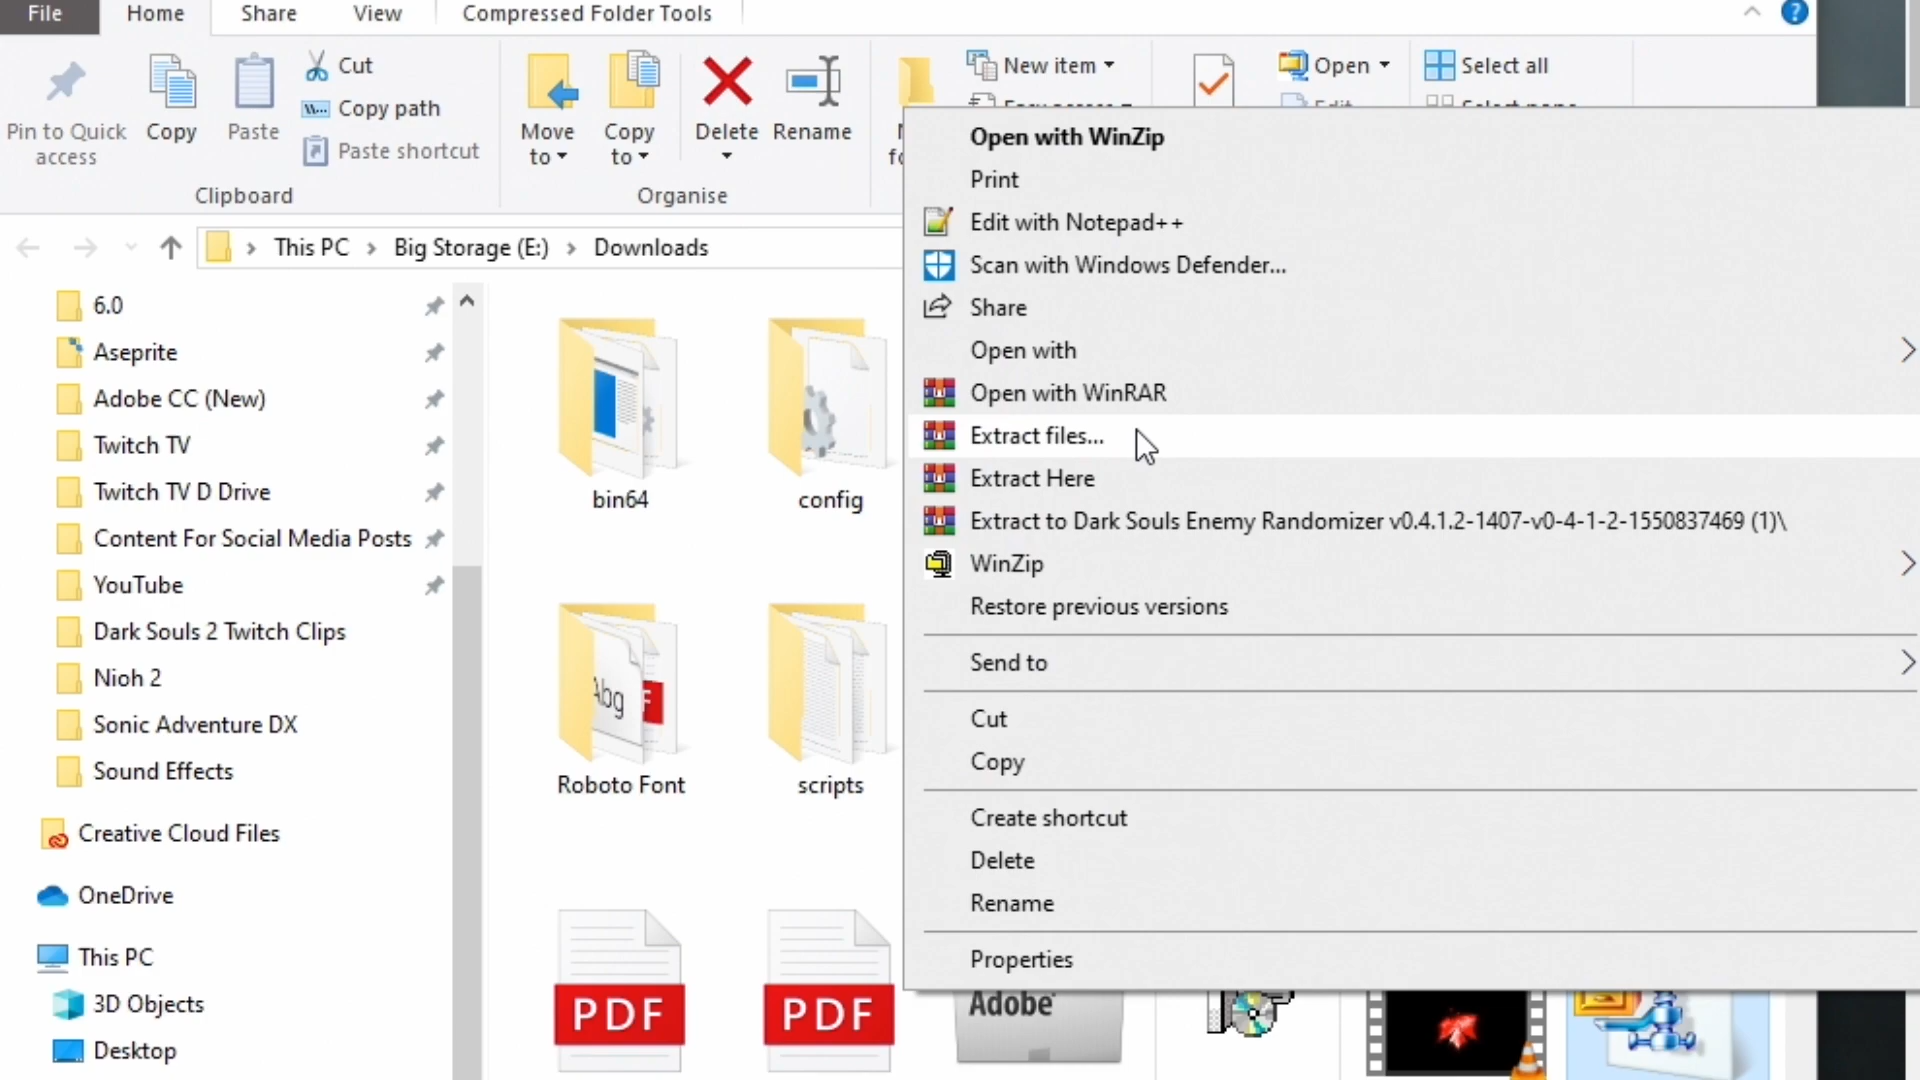 File Home Share View Compressed Folder Tools
Pin to Quick access
Copy
Paste
Cut
Copy path
Paste shortcut
Clipboard
Move to
Copy to
Delete
Rename
Organise
New item
Open
Select all
This PC > Big Storage (E:) > Downloads
6.0
Aseprite
Adobe CC (New)
Twitch TV
Twitch TV D Drive
Content For Social Media Posts
YouTube
Dark Souls 2 Twitch Clips
Nioh 2
Sonic Adventure DX
Sound Effects
Creative Cloud Files
OneDrive
This PC
3D Objects
Desktop
bin64
config
Abg
Roboto Font
scripts
PDF
PDF
Adobe
Open with WinZip
Print
Edit with Notepad++
Scan with Windows Defender...
Share
Open with
Open with WinRAR
Extract files...
Extract Here
Extract to Dark Souls Enemy Randomizer v0.4.1.2-1407-v0-4-1-2-1550837469 (1)\
WinZip
Restore previous versions
Send to
Cut
Copy
Create shortcut
Delete
Rename
Properties